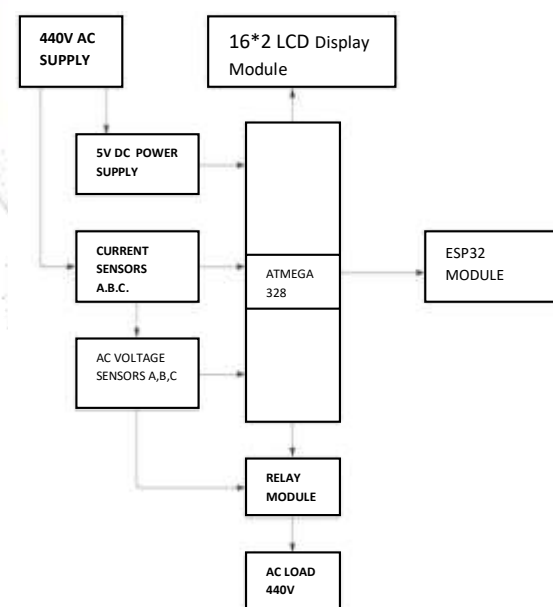 440V AC
SUPPLY
16*2 LCD Display
Module
5V DC POWER
SUPPLY
CURRENT
SENSORS
A.B.C.
ATMEGA
328
ESP32
MODULE
AC VOLTAGE
SENSORS A,B,C
RELAY
MODULE
AC LOAD
440V